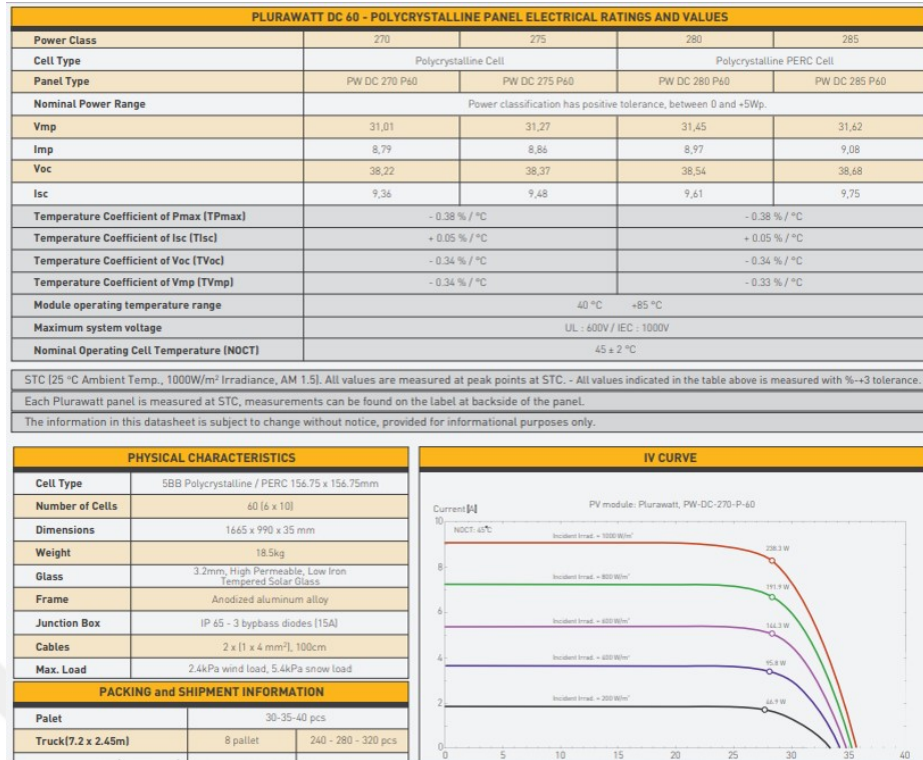 PLURAWATT DC 60 - POLYCRYSTALLINE PANEL ELECTRICAL RATINGS AND VALUES
Power Class 270 275 280 285
Cell Type Polycrystalline Cell Polycrystalline PERC Cell
Panel Type PW DC 270 P60 PW DC 275 P60 PW DC 280 P60 PW DC 285 P60
Nominal Power Range Power classification has positive tolerance, between 0 and +5Wp.
Vmp 31,01 31,27 31,45 31,62
Imp 8,79 8,86 8,97 9,08
Voc 38,22 38,37 38,54 38,68
Isc 9,36 9,48 9,61 9,75
Temperature Coefficient of Pmax (TPmax) - 0.38 % / °C - 0.38 % / °C
Temperature Coefficient of Isc (TIsc) + 0.05 % / °C + 0.05 % / °C
Temperature Coefficient of Voc (TVoc) - 0.34 % / °C - 0.34 % / °C
Temperature Coefficient of Vmp (TVmp) - 0.34 % / °C - 0.33 % / °C
Module operating temperature range 40 °C +85 °C
Maximum system voltage UL : 600V / IEC : 1000V
Nominal Operating Cell Temperature (NOCT) 45 ± 2 °C
STC (25 °C Ambient Temp., 1000W/m² Irradiance, AM 1.5). All values are measured at peak points at STC. - All values indicated in the table above is measured with %-+3 tolerance.
Each Plurawatt panel is measured at STC, measurements can be found on the label at backside of the panel.
The information in this datasheet is subject to change without notice, provided for informational purposes only.
PHYSICAL CHARACTERISTICS
Cell Type 5BB Polycrystalline / PERC 156.75 x 156.75mm
Number of Cells 60 (6 x 10)
Dimensions 1665 x 990 x 35 mm
Weight 18.5kg
Glass 3.2mm, High Permeable, Low Iron
Tempered Solar Glass
Frame Anodized aluminum alloy
Junction Box IP 65 - 3 bypbass diodes (15A)
Cables 2 x (1 x 4 mm²), 100cm
Max. Load 2.4kPa wind load, 5.4kPa snow load
PACKING and SHIPMENT INFORMATION
Palet 30-35-40 pcs
Truck(7.2 x 2.45m) 8 pallet 240 - 280 - 320 pcs
IV CURVE
Current [A] PV module: Plurawatt, PW-DC-270-P-60
10
NOCT: 45°C
Incident Irrad. = 1000 W/m²
238.3 W
8
Incident Irrad. = 800 W/m²
191.9 W
6
Incident Irrad. = 600 W/m²
144.3 W
4
95.8 W
2
Incident Irrad. = 200 W/m²
46.9 W
0 5 10 15 20 25 30 35 40